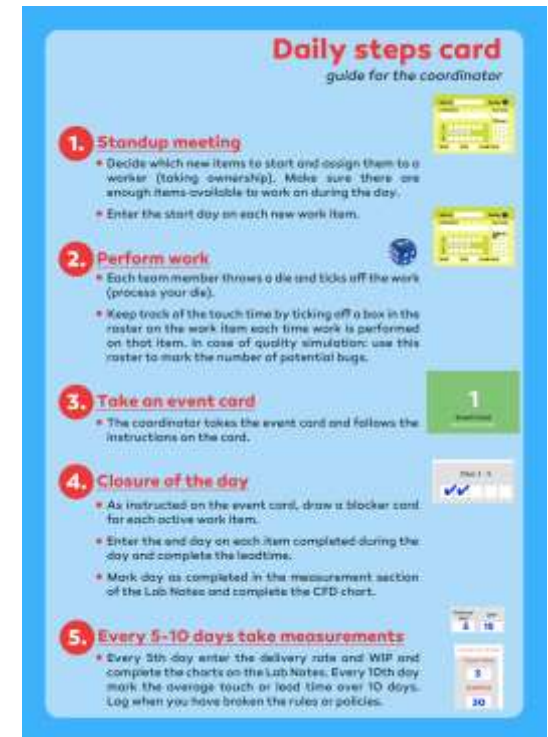 Daily steps card
guide for the coordinator
1. Standup meeting
• Decide which new items to start and assign them to a
worker (taking ownership). Make sure there are
enough items available to work on during the day.
• Enter the start day on each new work item.
2. Perform work
• Each team member throws a die and ticks off the work
(process your die).
• Keep track of the touch time by ticking off a box in the
raster on the work item each time work is performed
on that item. In case of quality simulation: use this
raster to mark the number of potential bugs.
3. Take an event card
1
• The coordinator takes the event card and follows the
instructions on the card.
4. Closure of the day
• As instructed on the event card, draw a blocker card
for each active work item.
• Enter the end day on each item completed during the
day and complete the leadtime.
• Mark day as completed in the measurement section
of the Lab Notes and complete the CFD chart.
5. Every 5-10 days take measurements
• Every 5th day enter the delivery rate and WIP and
complete the charts on the Lab Notes. Every 10th day
mark the average touch or lead time over 10 days.
Log when you have broken the rules or policies.
3
30